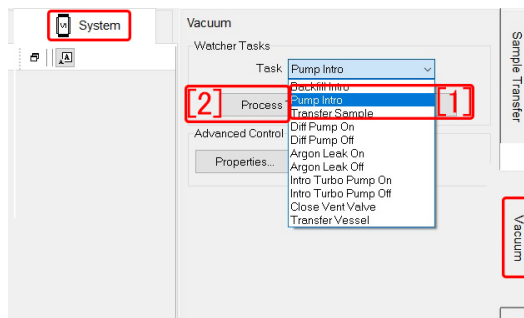 System
A
Vacuum
Watcher Tasks
Task Pump Intro
Backfill Intro
Pump Intro
Transfer Sample
Diff Pump On
Diff Pump Off
Argon Leak On
Argon Leak Off
Intro Turbo Pump On
Intro Turbo Pump Off
Close Vent Valve
Transfer Vessel
[1]
[2]
Process
Advanced Control
Properties...
Sample Transfer
Vacuum